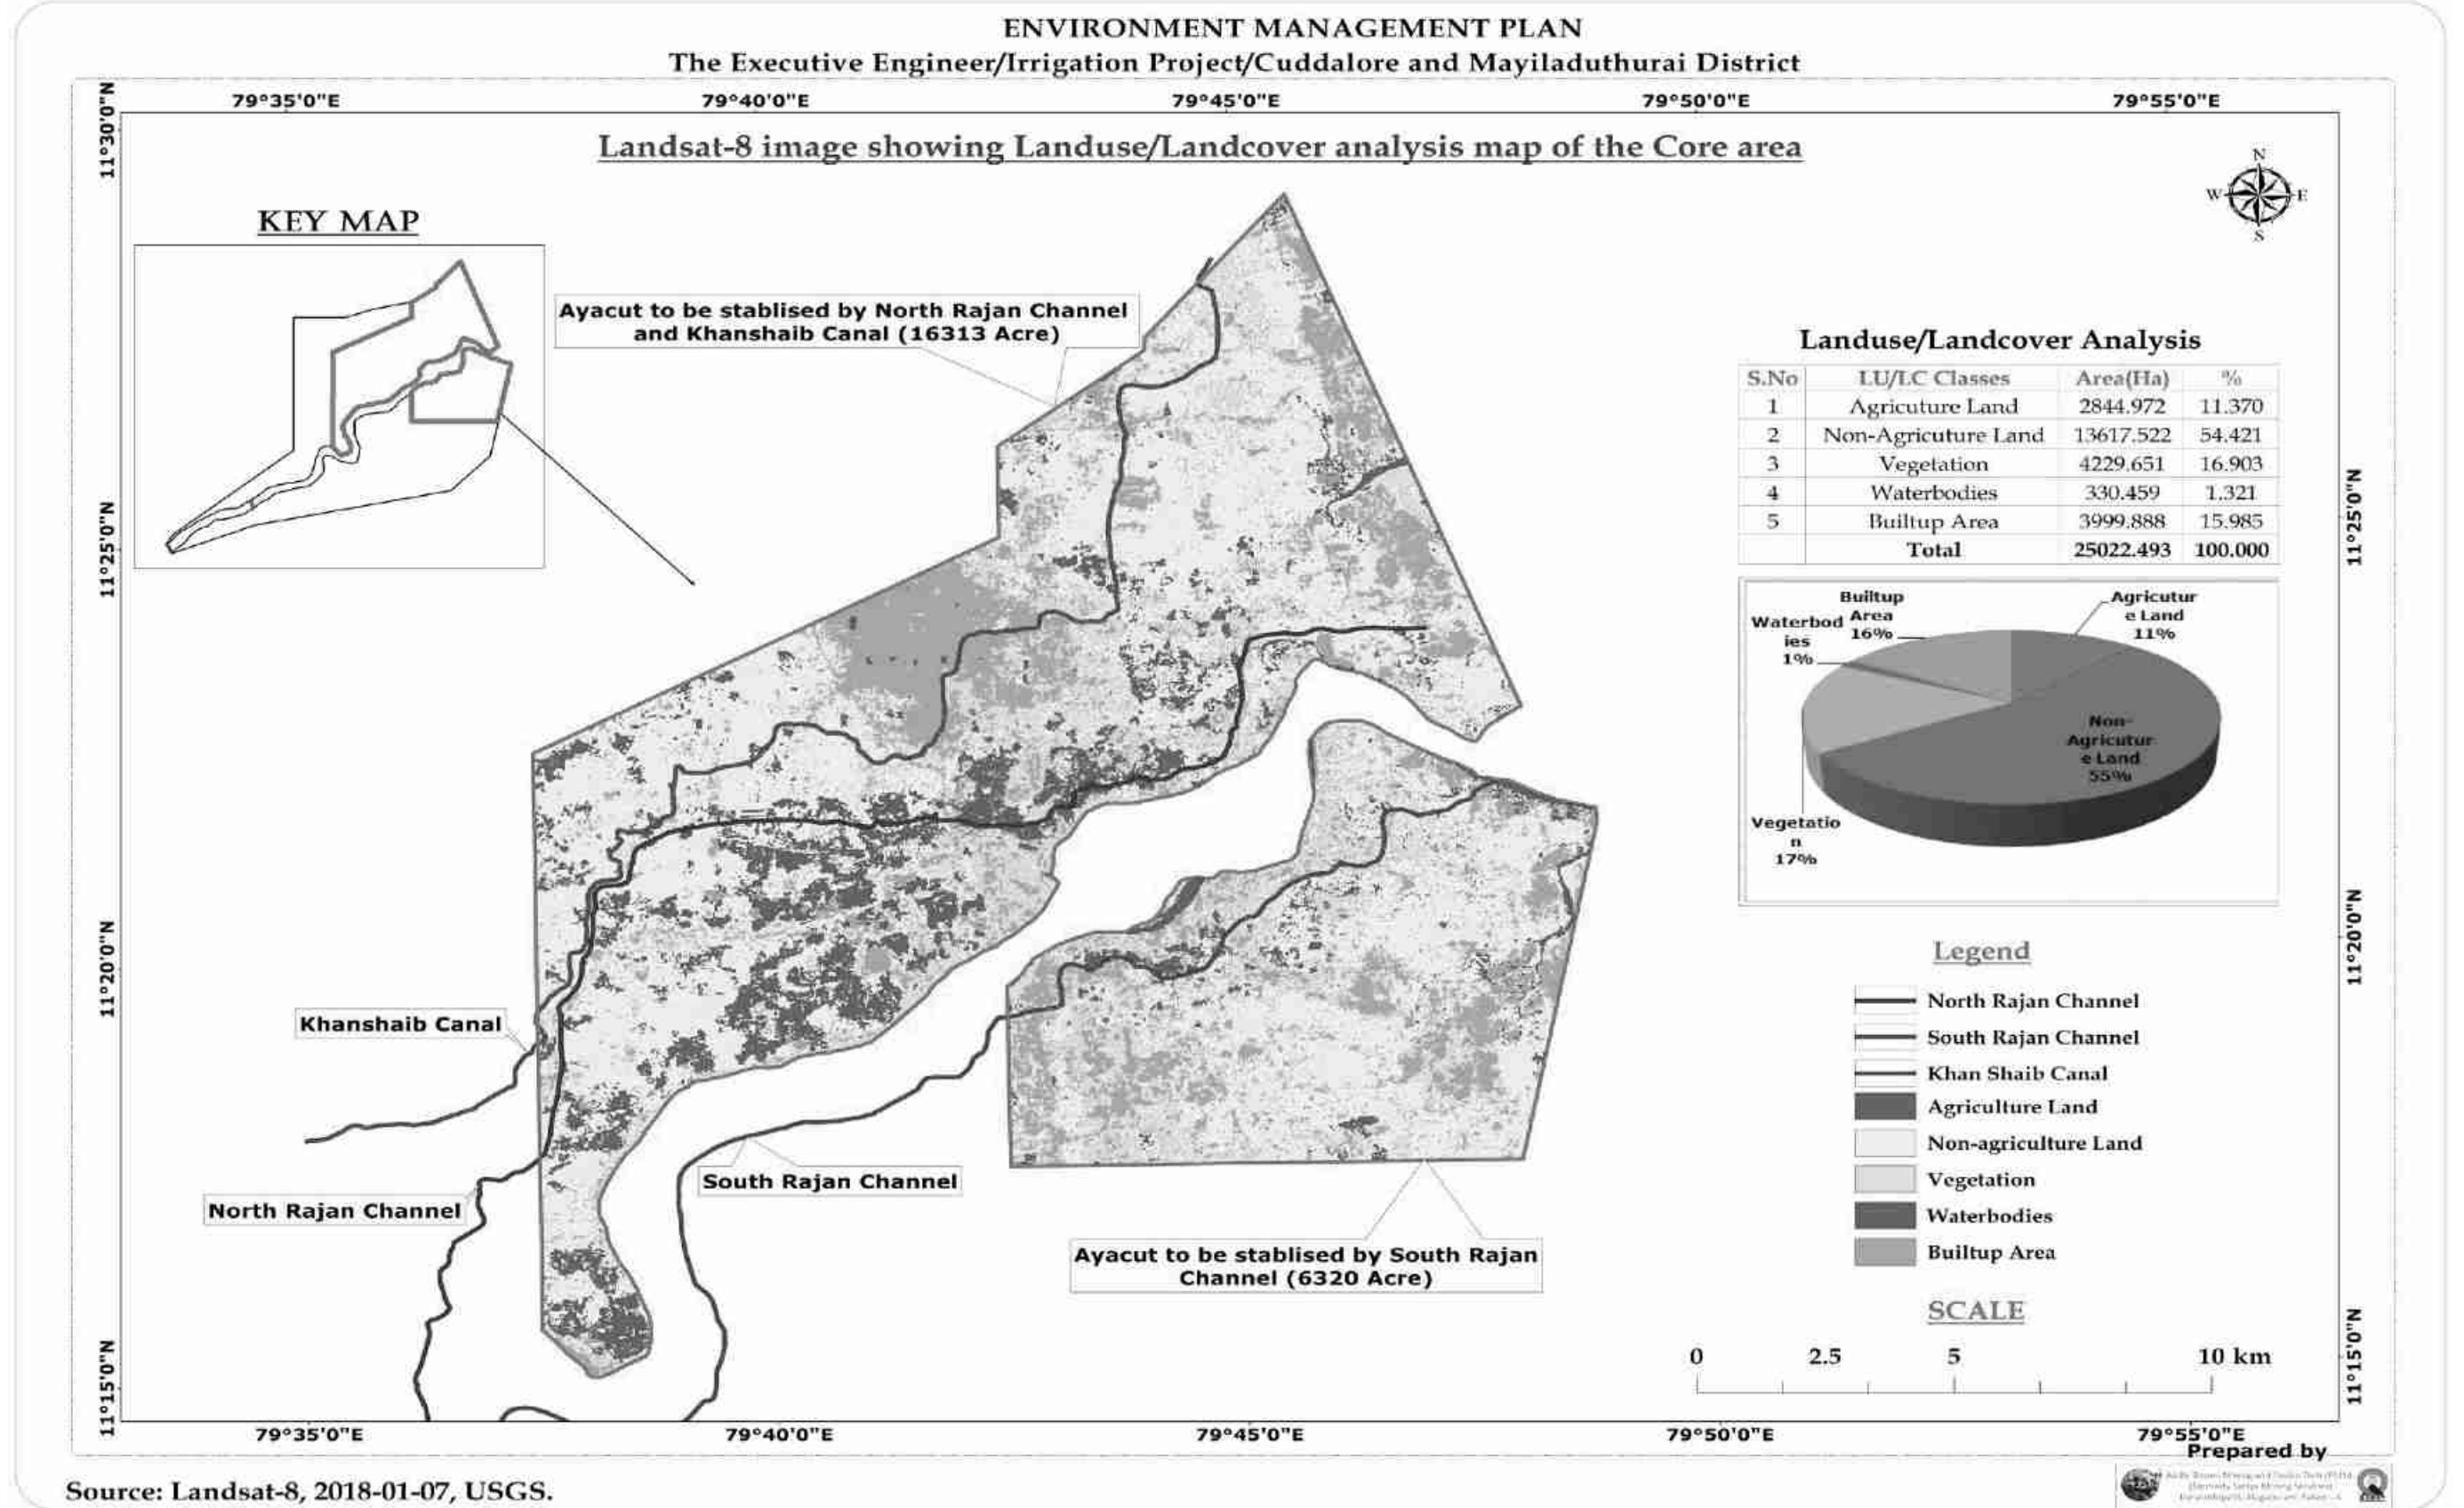 ENVIRONMENT MANAGEMENT PLAN
The Executive Engineer/Irrigation Project/Cuddalore and Mayiladuthurai District
79°35'0"E 79°40'0"E 79°45'0"E 79°50'0"E 79°55'0"E
11°30'0"N
Landsat-8 image showing Landuse/Landcover analysis map of the Core area
N
W E
S
KEY MAP
Ayacut to be stablised by North Rajan Channel
and Khanshaib Canal (16313 Acre)
Landuse/Landcover Analysis
S.No LU/LC Classes Area(Ha) %
1 Agricuture Land 2844.972 11.370
2 Non-Agricuture Land 13617.522 54.421
3 Vegetation 4229.651 16.903
4 Waterbodies 330.459 1.321
5 Builtup Area 3999.888 15.985
Total 25022.493 100.000
11°25'0"N 11°25'0"N
Builtup
Area
16%
Agricutur
e Land
11%
Waterbod
ies
1%
Non-
Agricutur
e Land
55%
Vegetatio
n
17%
11°20'0"N 11°20'0"N
Legend
North Rajan Channel
South Rajan Channel
Khan Shaib Canal
Agriculture Land
Non-agriculture Land
Vegetation
Waterbodies
Builtup Area
Khanshaib Canal
South Rajan Channel
North Rajan Channel
Ayacut to be stablised by South Rajan
Channel (6320 Acre)
SCALE
0 2.5 5 10 km
11°15'0"N 11°15'0"N
79°35'0"E 79°40'0"E 79°45'0"E 79°50'0"E 79°55'0"E
Prepared by
Source: Landsat-8, 2018-01-07, USGS.